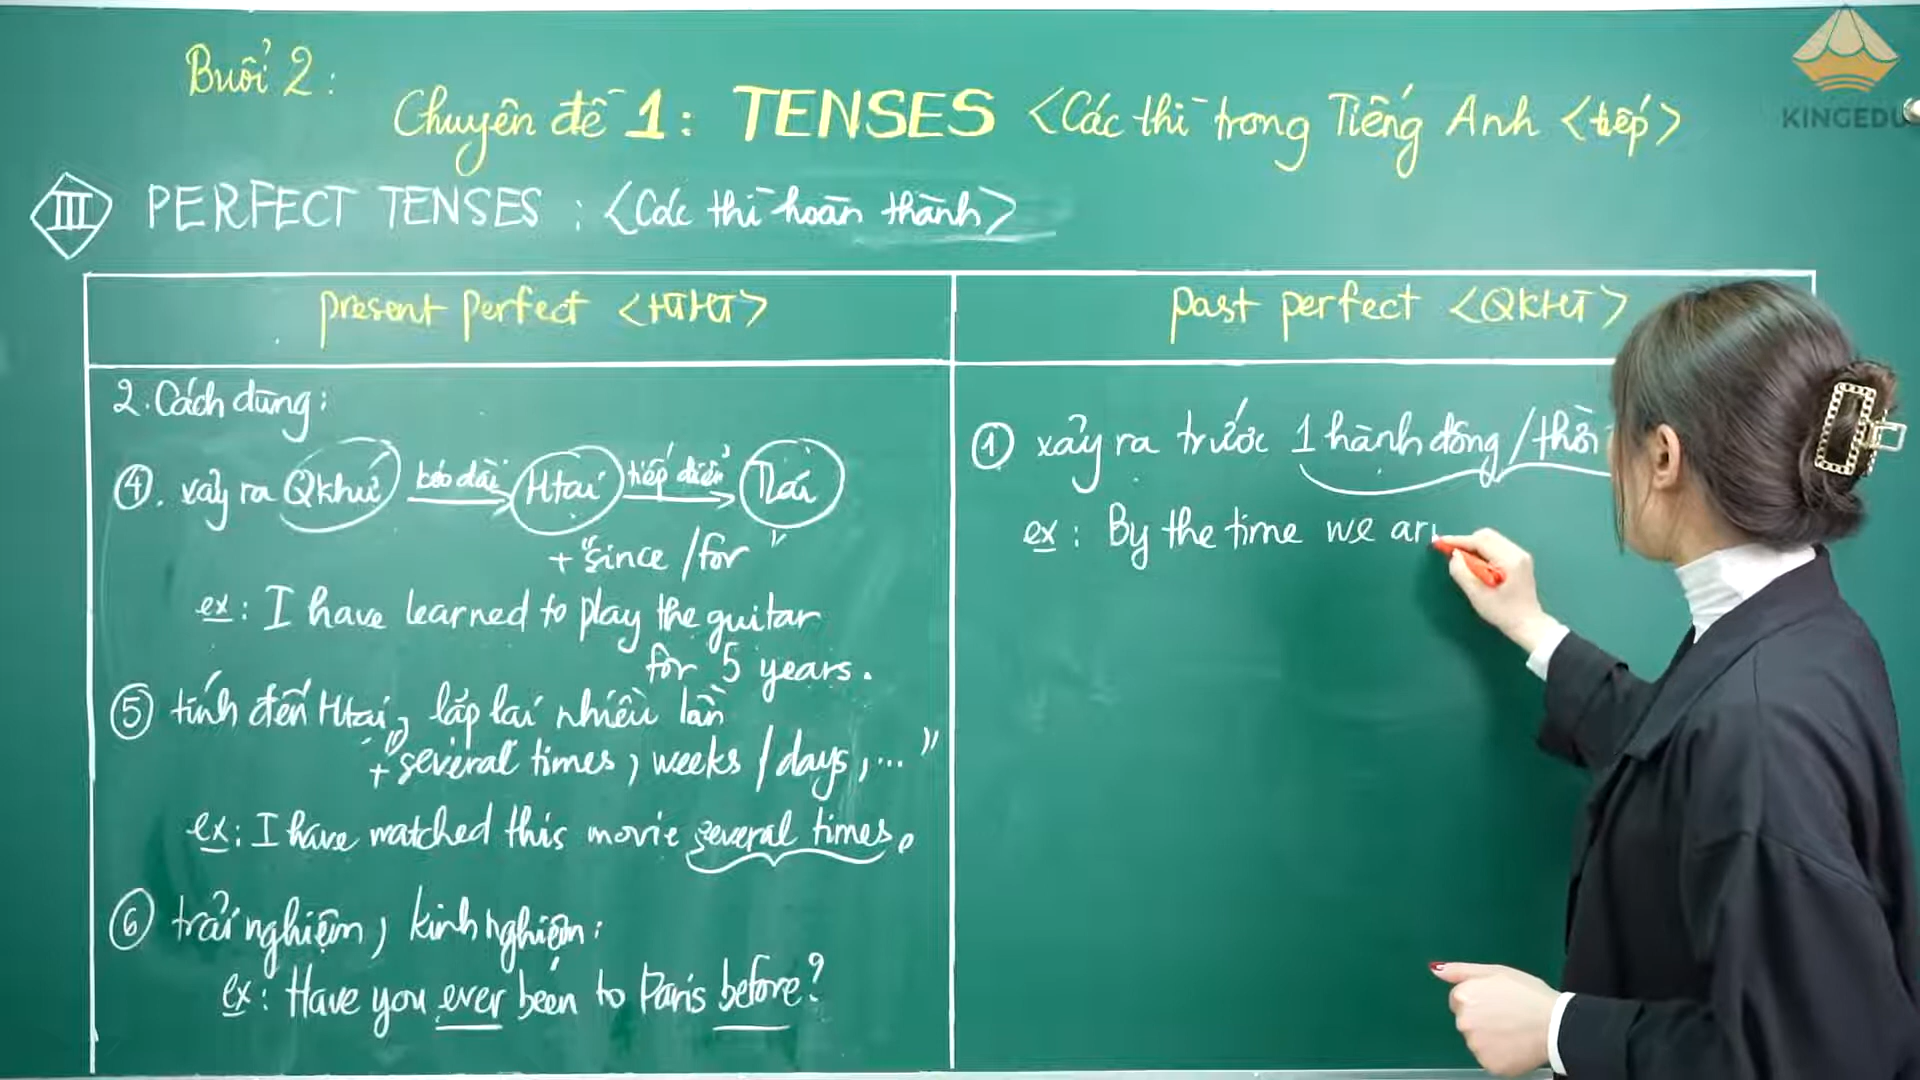 Buổi 2:
Chuyên đề 1: TENSES <Các thì trong Tiếng Anh <tiếp>
KINGEDU
III PERFECT TENSES: <Các thì hoàn thành>
present perfect <HTHT>
2. Cách dùng:
④. xảy ra Qkhứ kéo dài Htại tiếp diễn Tlai
+ "since/for"
ex: I have learned to play the guitar
for 5 years.
⑤ tính đến Htại, lặp lại nhiều lần
+ "several times, weeks/days,..."
ex: I have watched this movie several times.
⑥ trải nghiệm, kinh nghiệm:
ex: Have you ever been to Paris before?
past perfect <QKHT>
① xảy ra trước 1 hành động/thời
ex: By the time we arr